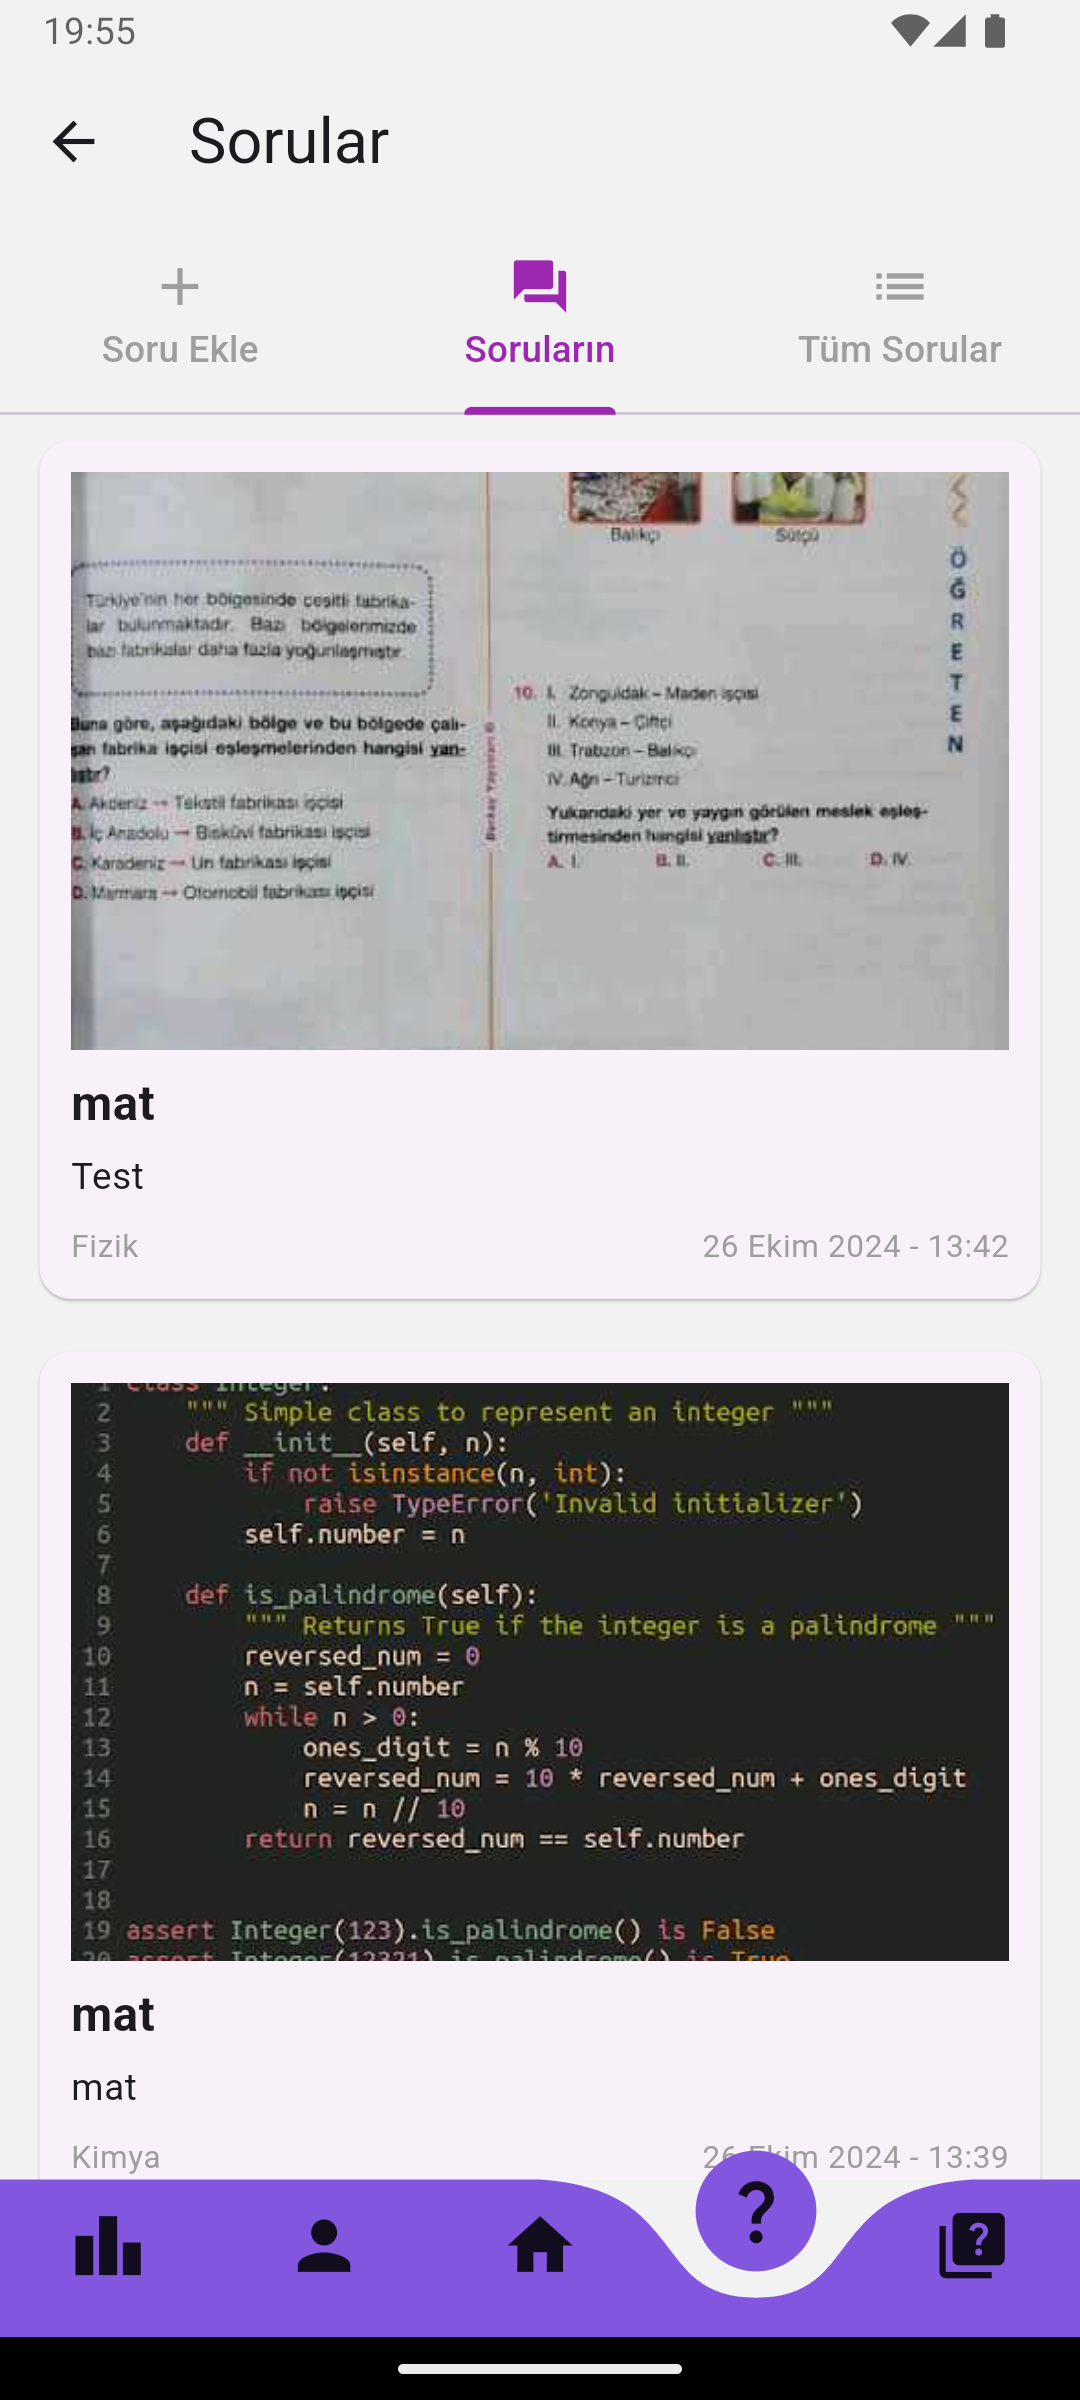 19:55
Sorular
Soru Ekle
Soruların
Tüm Sorular
Türkiye'nin her bölgesinde çeşitli fabrika-
lar bulunmaktadır. Bazı bölgelerimizde
bazı fabrikalar daha fazla yoğunlaşmıştır.
Buna göre, aşağıdaki bölge ve bu bölgede çalı-
şan fabrika işçisi eşleşmelerinden hangisi yan-
lıştır?
A. Akdeniz → Tekstil fabrikası işçisi
B. İç Anadolu → Bisküvi fabrikası işçisi
C. Karadeniz → Un fabrikası işçisi
D. Marmara → Otomobil fabrikası işçisi
Yayınları ©
Balıkçı
Sütçü
10. I. Zonguldak – Maden işçisi
II. Konya – Çiftçi
III. Trabzon – Balıkçı
IV. Ağrı – Turizmci
Yukarıdaki yer ve yaygın görülen meslek eşleş-
tirmesinden hangisi yanlıştır?
A. I. B. II. C. III. D. IV.
ÖĞRETEN
mat
Test
Fizik
26 Ekim 2024 - 13:42
1 class Integer:
2 """ Simple class to represent an integer """
3 def __init__(self, n):
4 if not isinstance(n, int):
5 raise TypeError('Invalid initializer')
6 self.number = n
7
8 def is_palindrome(self):
9 """ Returns True if the integer is a palindrome """
10 reversed_num = 0
11 n = self.number
12 while n > 0:
13 ones_digit = n % 10
14 reversed_num = 10 * reversed_num + ones_digit
15 n = n // 10
16 return reversed_num == self.number
17
18
19 assert Integer(123).is_palindrome() is False
20 assert Integer(12321).is_palindrome() is True
mat
mat
Kimya
26 Ekim 2024 - 13:39
?
?